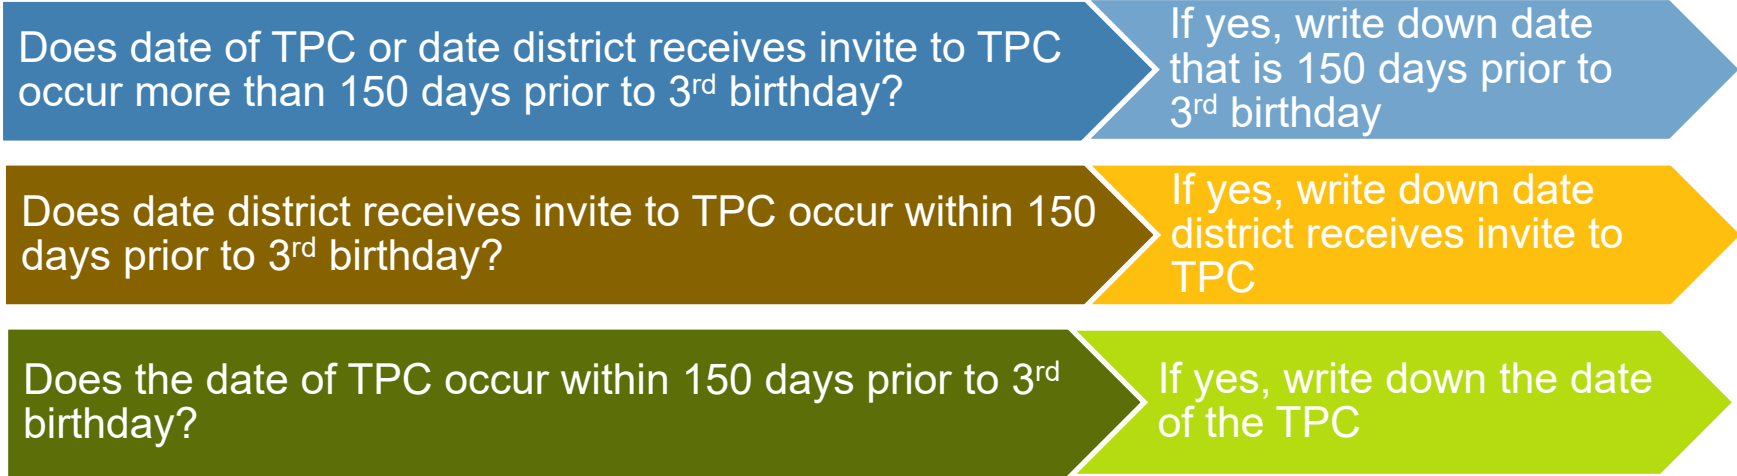 Does date of TPC or date district receives invite to TPC
occur more than 150 days prior to 3rd birthday?
If yes, write down date
that is 150 days prior to
3rd birthday
Does date district receives invite to TPC occur within 150
days prior to 3rd birthday?
If yes, write down date
district receives invite to
TPC
Does the date of TPC occur within 150 days prior to 3rd
birthday?
If yes, write down the date
of the TPC